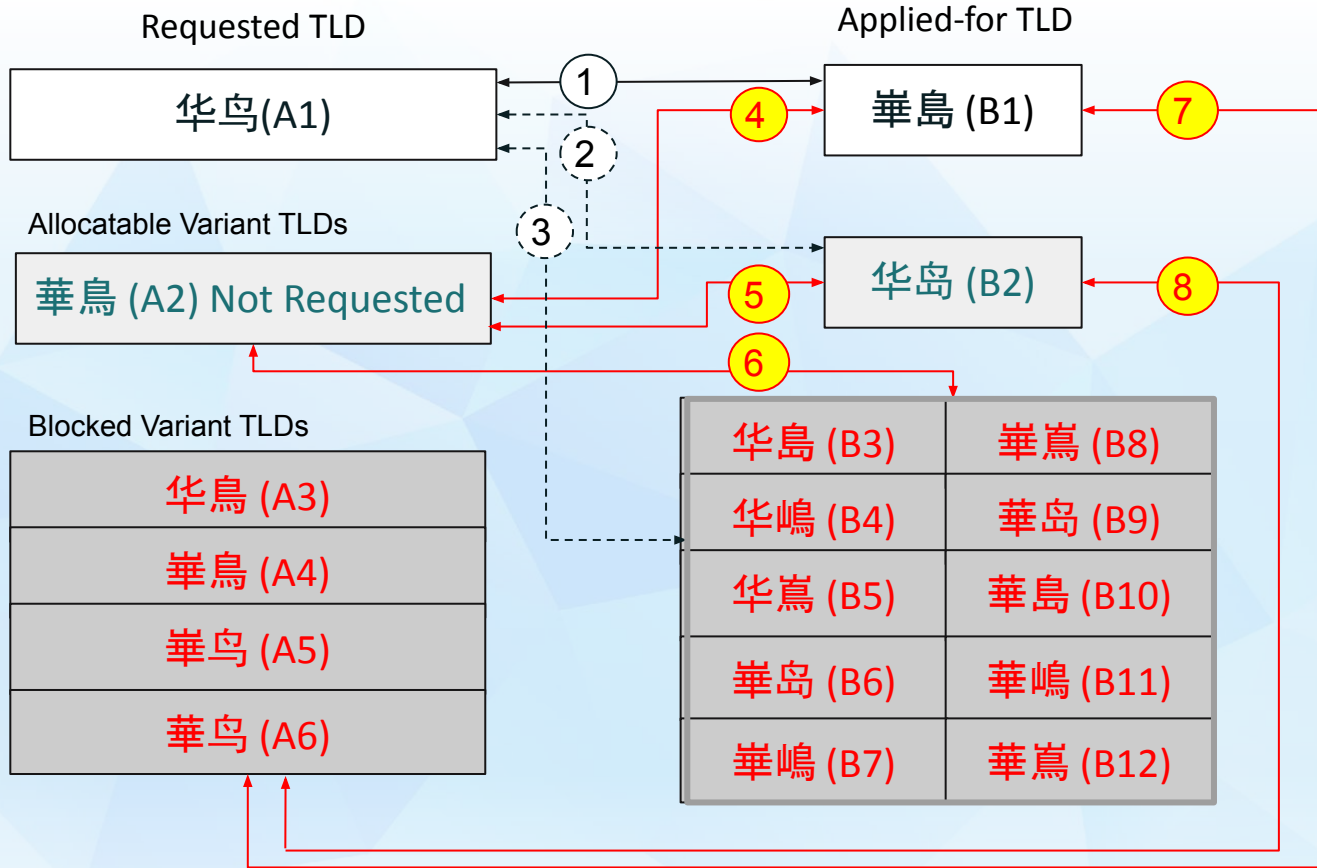 Requested TLD
Applied-for TLD
华鸟(A1)
1
崋島 (B1)
4
7
2
3
Allocatable Variant TLDs
華鳥 (A2) Not Requested
华岛 (B2)
5
8
6
Blocked Variant TLDs
华鳥 (A3)
崋鳥 (A4)
崋鸟 (A5)
華鸟 (A6)
华島 (B3)
崋嶌 (B8)
华嶋 (B4)
華岛 (B9)
华嶌 (B5)
華島 (B10)
崋岛 (B6)
華嶋 (B11)
崋嶋 (B7)
華嶌 (B12)